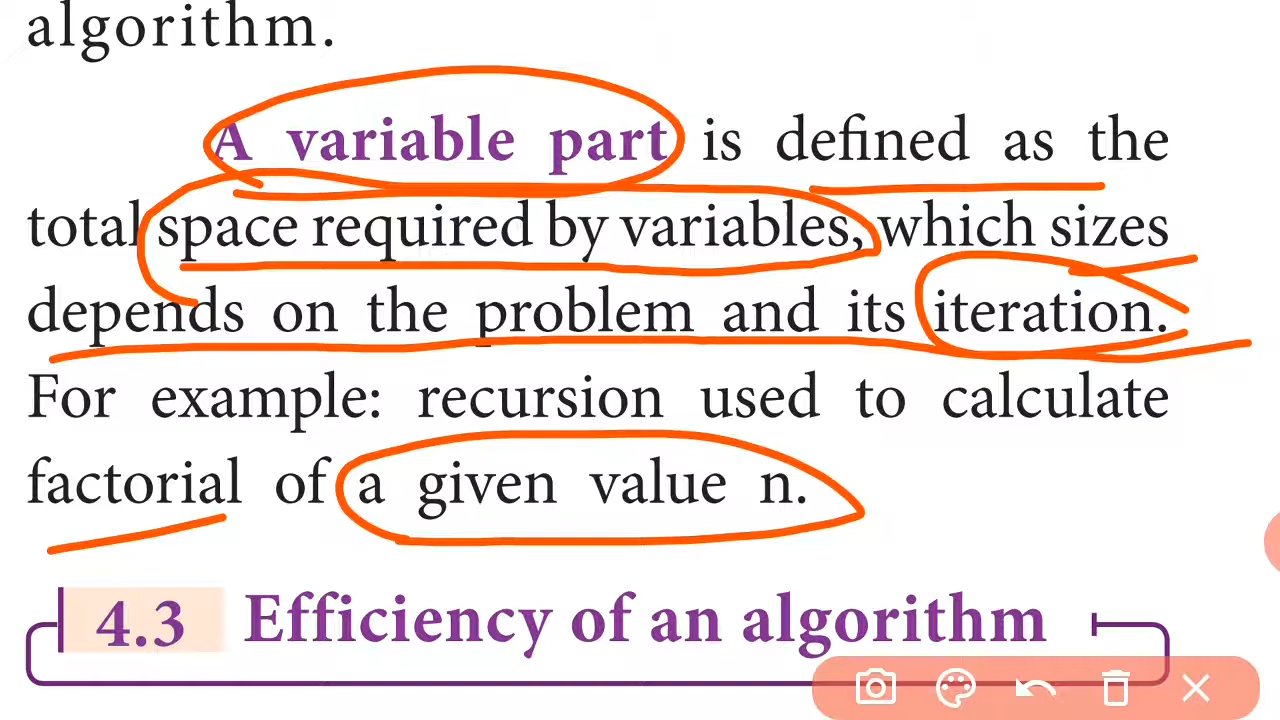 algorithm.
A variable part is defined as the
total space required by variables, which sizes
depends on the problem and its iteration.
For example: recursion used to calculate
factorial of a given value n.
4.3 Efficiency of an algorithm